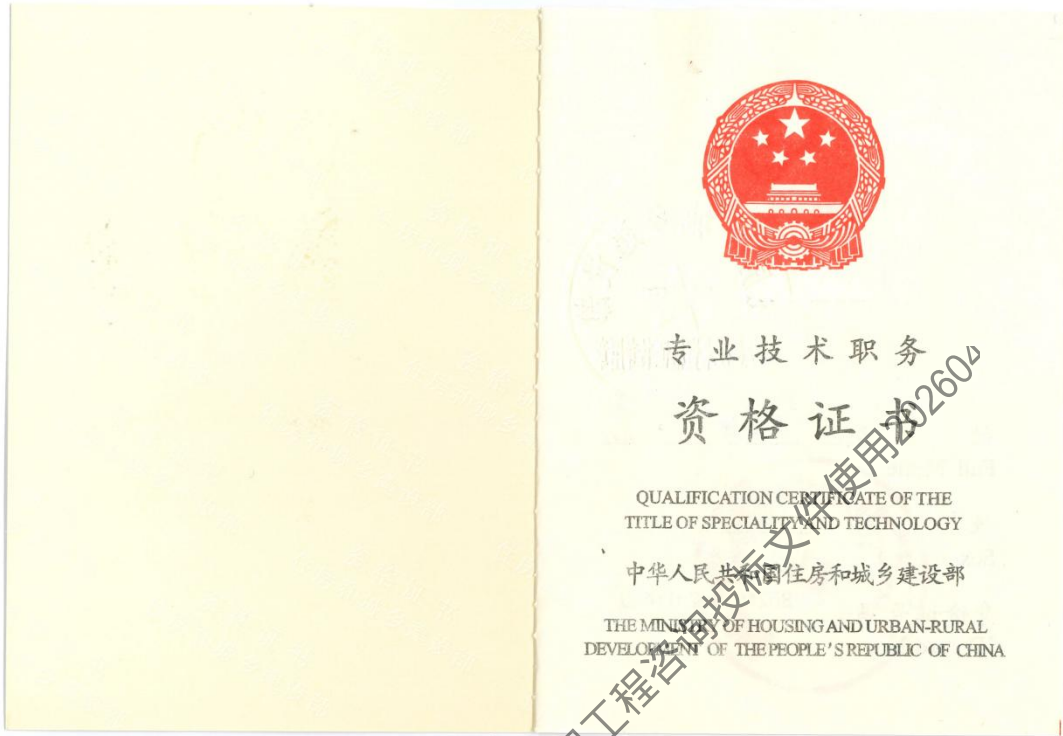 专业技术职务
资格证书
QUALIFICATION CERTIFICATE OF THE
TITLE OF SPECIALITY AND TECHNOLOGY
中华人民共和国住房和城乡建设部
THE MINISTRY OF HOUSING AND URBAN-RURAL
DEVELOPMENT OF THE PEOPLE'S REPUBLIC OF CHINA
工程咨询投标文件使用202604